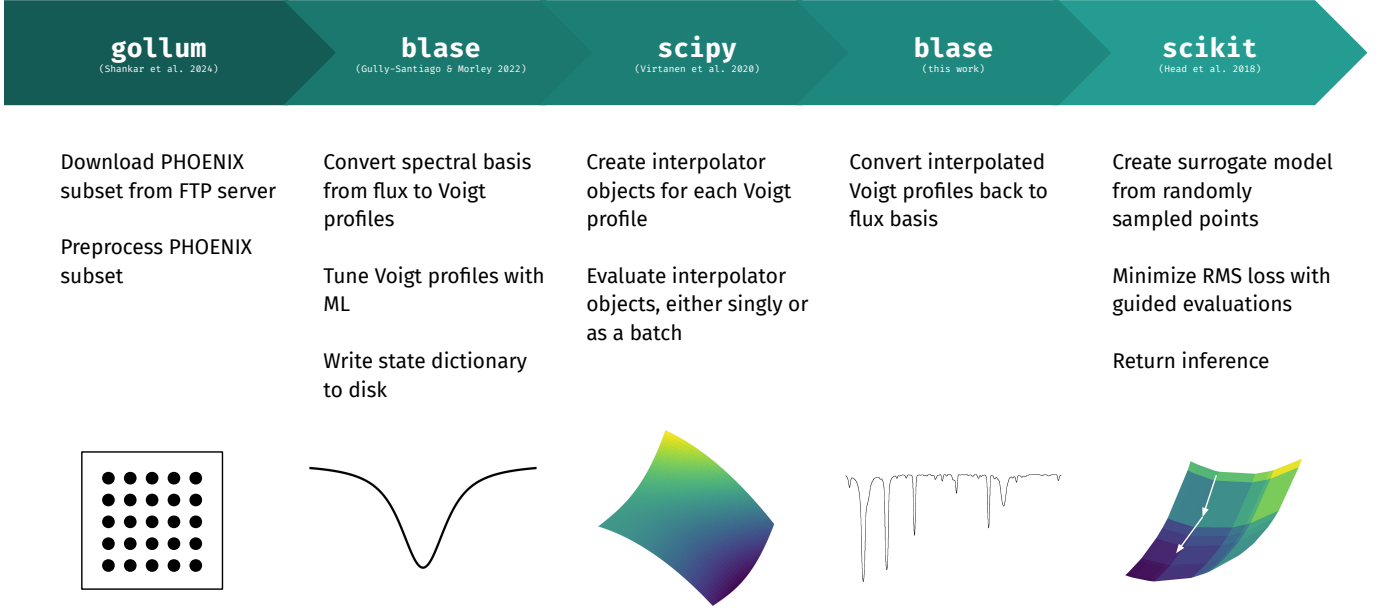 gollum
(Shankar et al. 2024)
blase
(Gully-Santiago & Morley 2022)
scipy
(Virtanen et al. 2020)
blase
(this work)
scikit
(Head et al. 2018)
Download PHOENIX
subset from FTP server
Preprocess PHOENIX
subset
Convert spectral basis
from flux to Voigt
profiles
Tune Voigt profiles with
ML
Write state dictionary
to disk
Create interpolator
objects for each Voigt
profile
Evaluate interpolator
objects, either singly or
as a batch
Convert interpolated
Voigt profiles back to
flux basis
Create surrogate model
from randomly
sampled points
Minimize RMS loss with
guided evaluations
Return inference